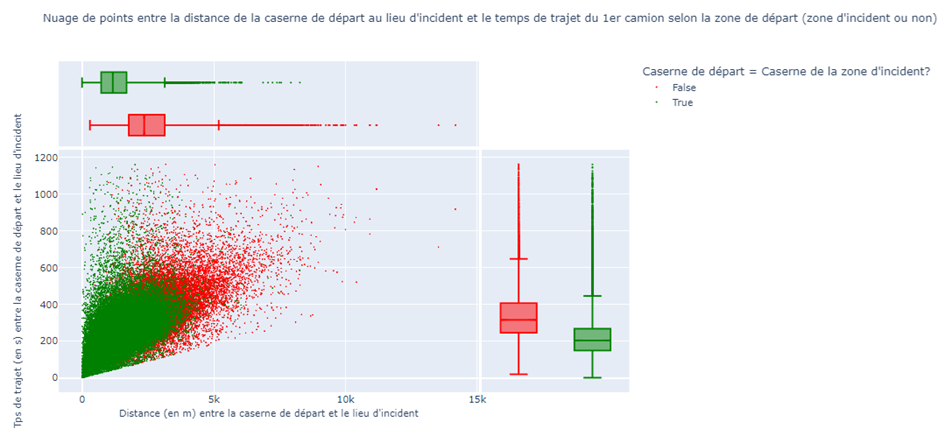 Nuage de points entre la distance de la caserne de départ au lieu d'incident et le temps de trajet du 1er camion selon la zone de départ (zone d'incident ou non)
Caserne de départ = Caserne de la zone d'incident?
False
True
Tps de trajet (en s) entre la caserne de départ et le lieu d'incident
1200
1000
800
600
400
200
0
0
5k
10k
15k
Distance (en m) entre la caserne de départ et le lieu d'incident